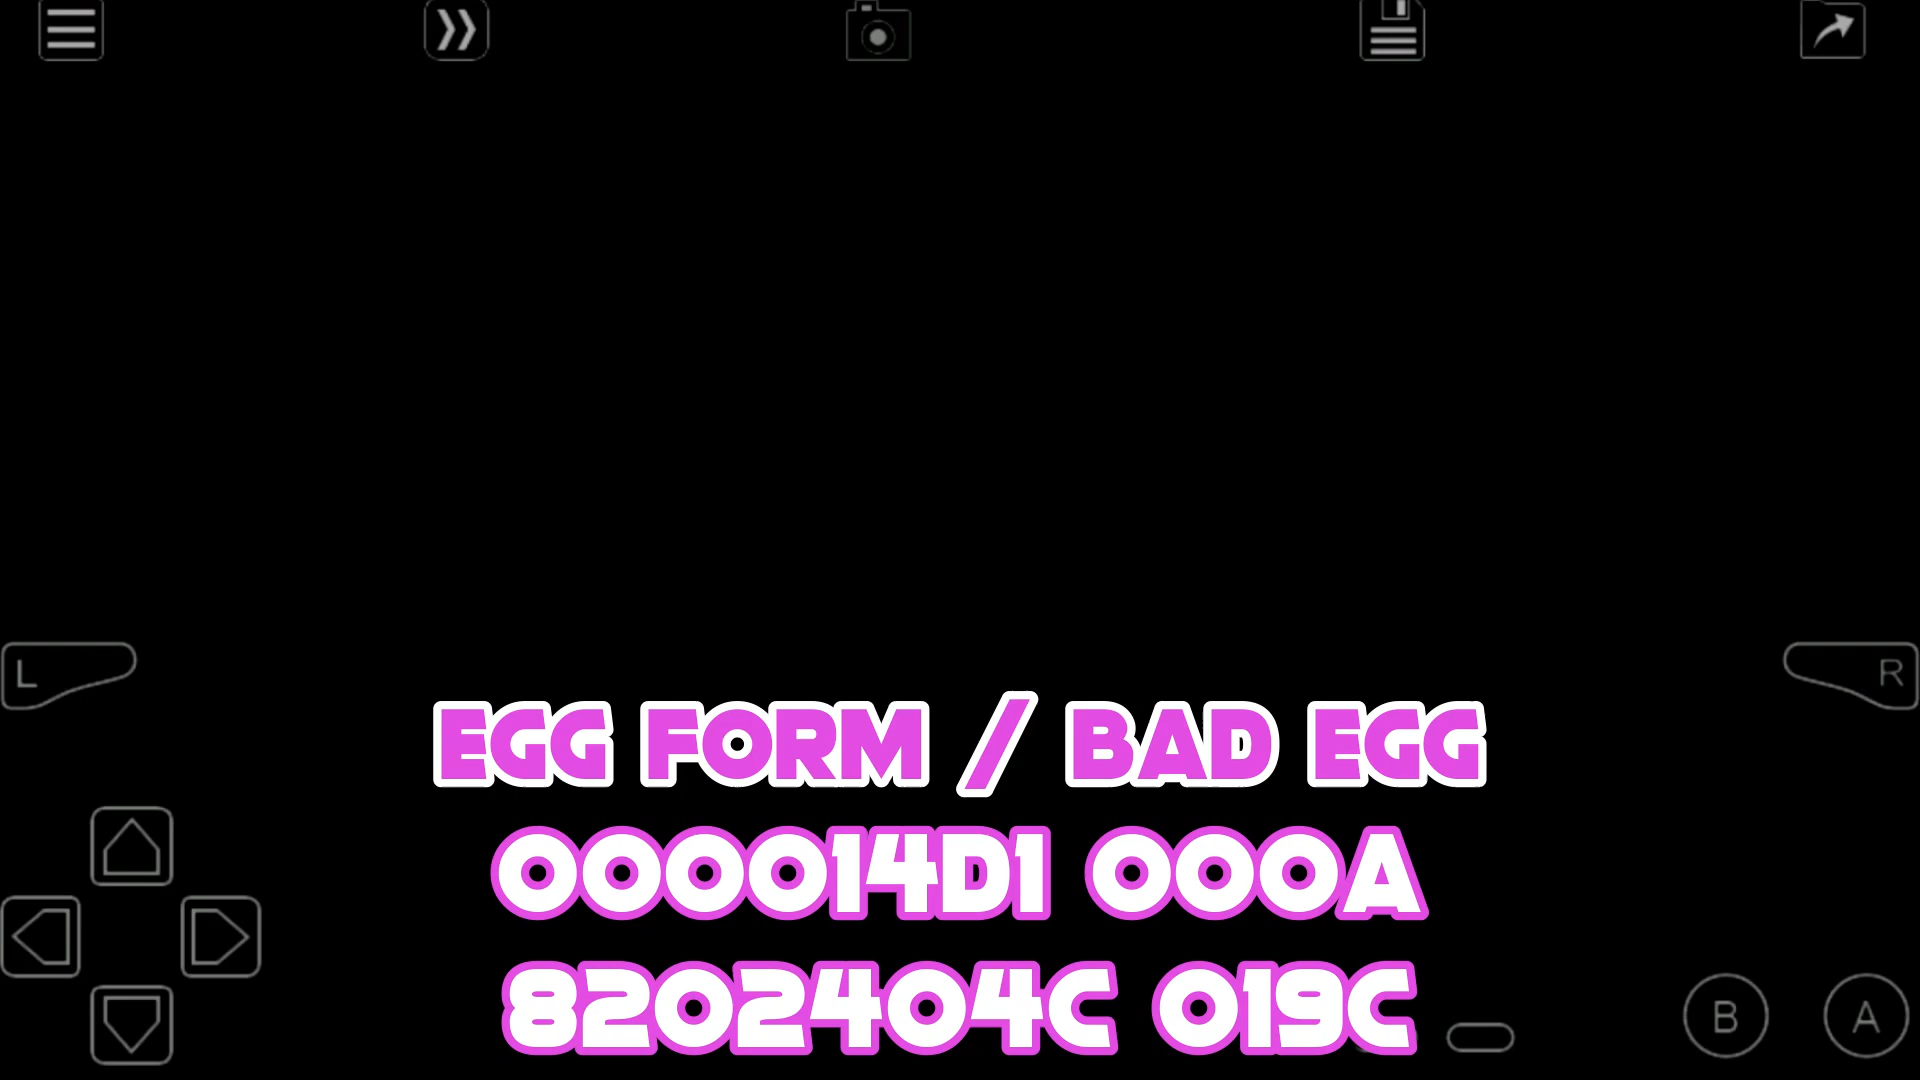 L
R
EGG FORM / BAD EGG
000014D1 000A
8202404C 019C
B
A